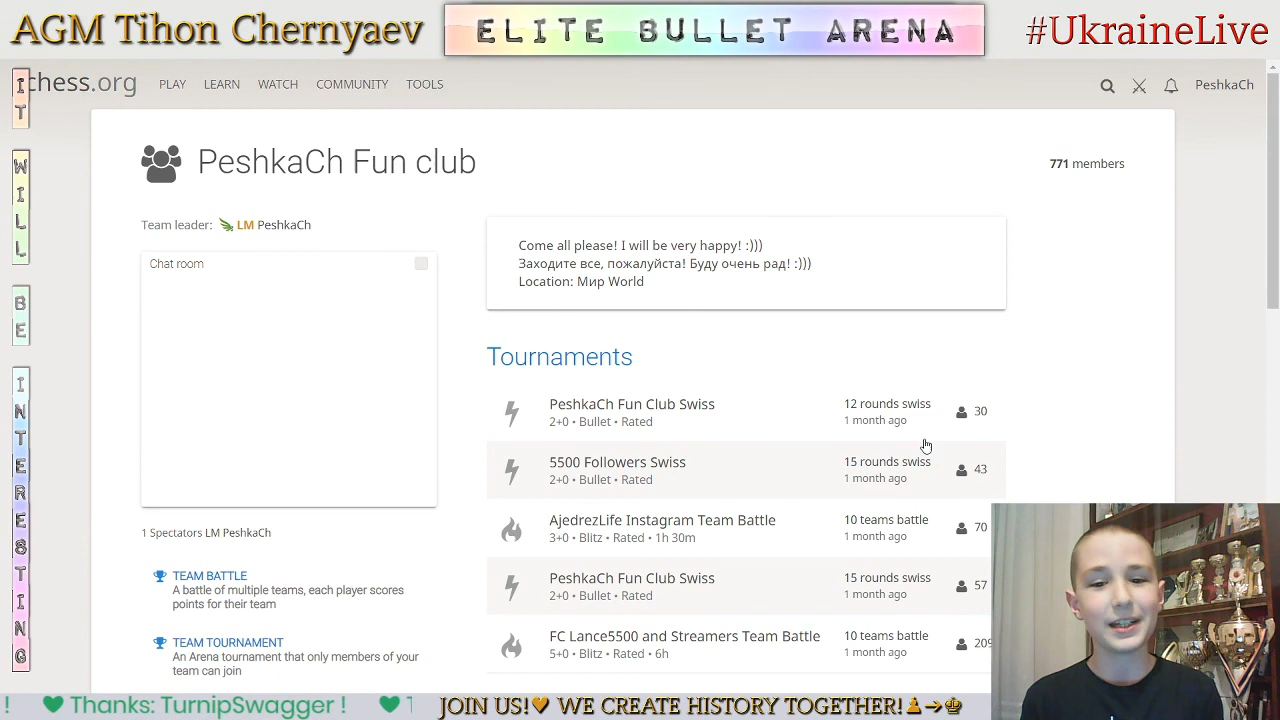 AGM Tihon Chernyaev
ELITE BULLET ARENA
#UkraineLive
chess.org
PLAY LEARN WATCH COMMUNITY TOOLS
PeshkaCh
IT
WILL
BE
INTERESTING
PeshkaCh Fun club
771 members
Team leader: LM PeshkaCh
Chat room
Come all please! I will be very happy! :)))
Заходите все, пожалуйста! Буду очень рад! :)))
Location: Мир World
Tournaments
PeshkaCh Fun Club Swiss 12 rounds swiss 30
2+0 • Bullet • Rated 1 month ago
5500 Followers Swiss 15 rounds swiss 43
2+0 • Bullet • Rated 1 month ago
AjedrezLife Instagram Team Battle 10 teams battle 70
3+0 • Blitz • Rated • 1h 30m 1 month ago
PeshkaCh Fun Club Swiss 15 rounds swiss 57
2+0 • Bullet • Rated 1 month ago
FC Lance5500 and Streamers Team Battle 10 teams battle 209
5+0 • Blitz • Rated • 6h 1 month ago
1 Spectators LM PeshkaCh
TEAM BATTLE
A battle of multiple teams, each player scores
points for their team
TEAM TOURNAMENT
An Arena tournament that only members of your
team can join
! 💚 Thanks: TurnipSwagger ! 💚 T
JOIN US!♥ WE CREATE HISTORY TOGETHER!♟→♚